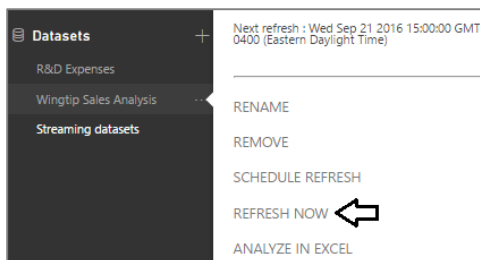 Datasets
R&D Expenses
Wingtip Sales Analysis
Streaming datasets
Next refresh : Wed Sep 21 2016 15:00:00 GMT
0400 (Eastern Daylight Time)
RENAME
REMOVE
SCHEDULE REFRESH
REFRESH NOW
ANALYZE IN EXCEL